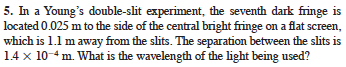 5. In a Young's double-slit experiment, the seventh dark fringe is
located 0.025 m to the side of the central bright fringe on a flat screen,
which is 1.1 m away from the slits. The separation between the slits is
1.4 × 10⁻⁴ m. What is the wavelength of the light being used?